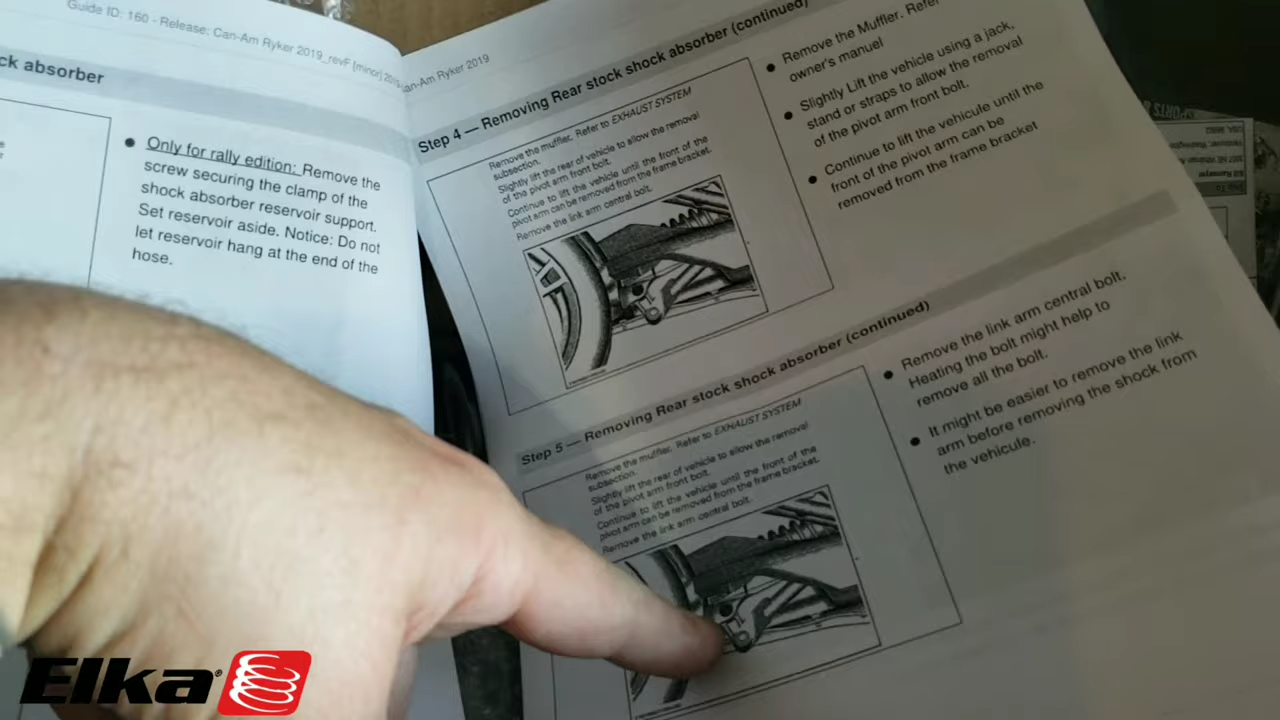 Guide ID: 160 - Release: Can-Am Ryker 2019_revF [minor]
ck absorber
Only for rally edition: Remove the
screw securing the clamp of the
shock absorber reservoir support.
Set reservoir aside. Notice: Do not
let reservoir hang at the end of the
hose.
an-Am Ryker 2019
Step 4 — Removing Rear stock shock absorber (continued)
Remove the muffler. Refer to EXHAUST SYSTEM
subsection.
Slightly lift the rear of vehicle to allow the removal
of the pivot arm front bolt.
Continue to lift the vehicle until the front of the
pivot arm can be removed from the frame bracket.
Remove the link arm central bolt.
Remove the Muffler. Refer
owner's manual
Slightly Lift the vehicle using a jack,
stand or straps to allow the removal
of the pivot arm front bolt.
Continue to lift the vehicule until the
front of the pivot arm can be
removed from the frame bracket
Step 5 — Removing Rear stock shock absorber (continued)
Remove the muffler. Refer to EXHAUST SYSTEM
subsection.
Slightly lift the rear of vehicle to allow the removal
of the pivot arm front bolt.
Continue to lift the vehicle until the front of the
pivot arm can be removed from the frame bracket.
Remove the link arm central bolt.
Remove the link arm central bolt.
Heating the bolt might help to
remove all the bolt.
It might be easier to remove the link
arm before removing the shock from
the vehicule.
Elka